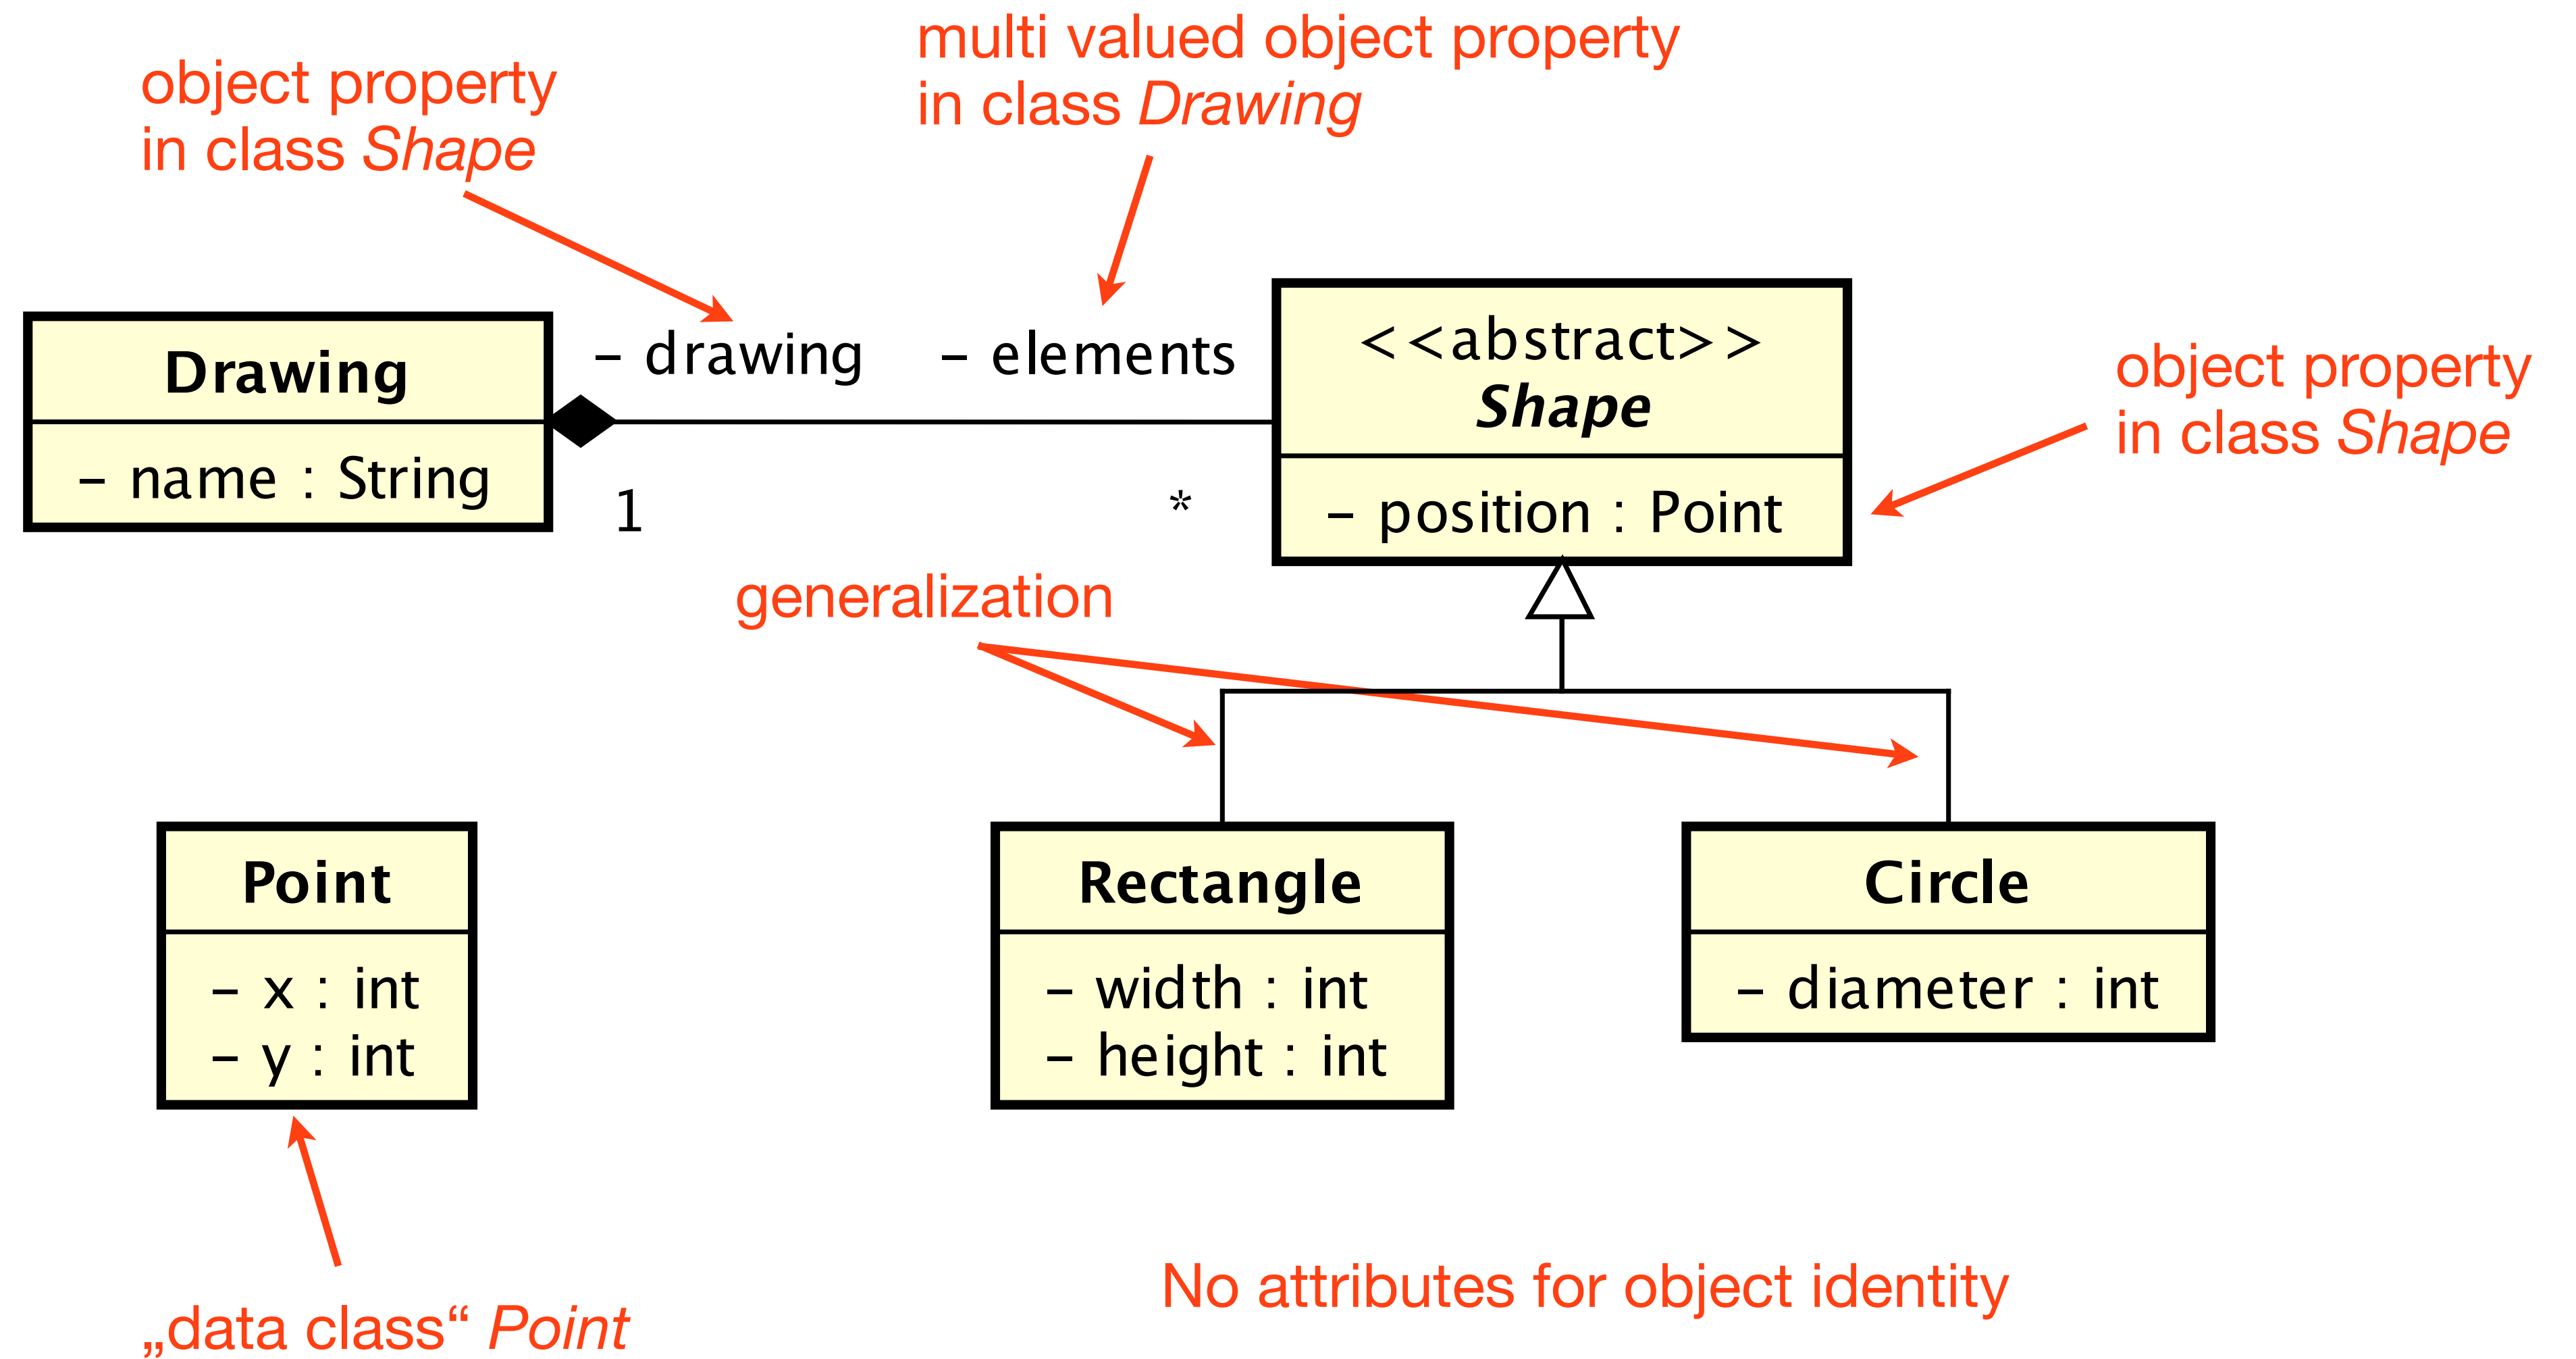 multi valued object property
in class Drawing
object property
in class Shape
Drawing
– name : String
– drawing
– elements
1
*
<<abstract>>
Shape
– position : Point
object property
in class Shape
generalization
Point
– x : int
– y : int
Rectangle
– width : int
– height : int
Circle
– diameter : int
„data class“ Point
No attributes for object identity